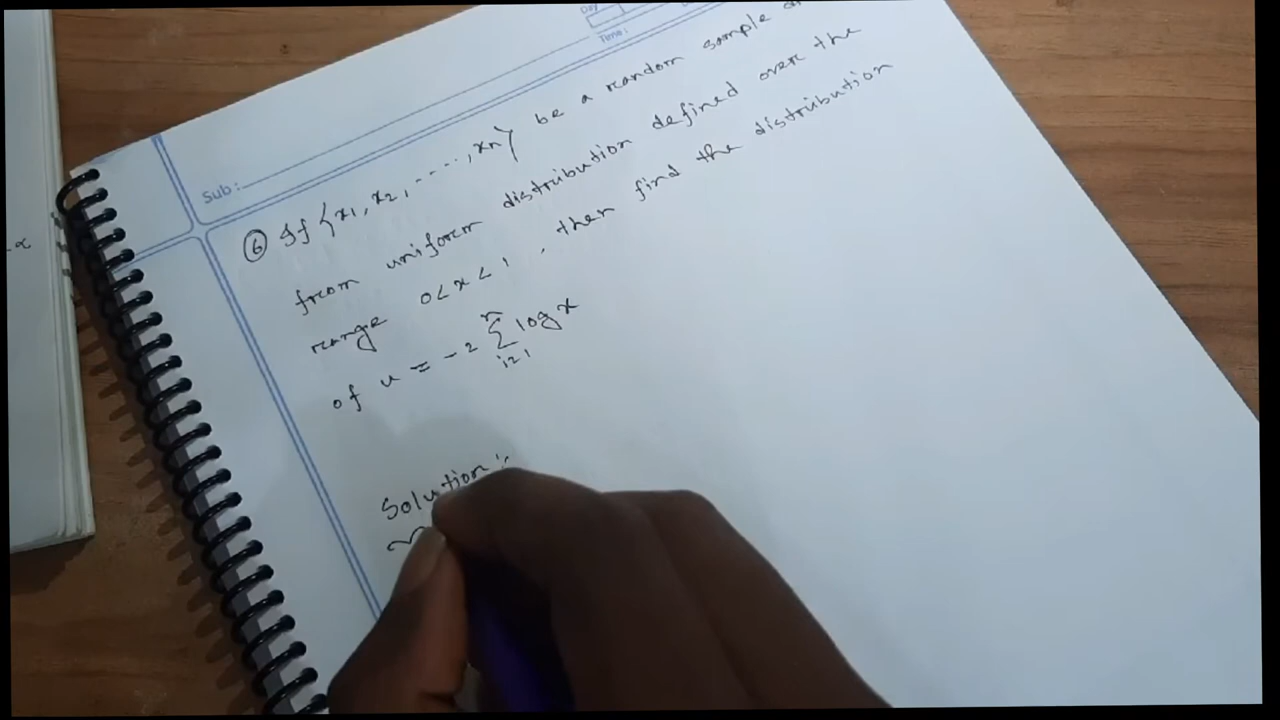 Day
Time:
Sub:
⑥ If {x1, x2, ----, xn} be a random sample
from uniform distribution defined over the
range 0<x<1, then find the distribution
of u = -2 n∑i=1 log x
Solution: